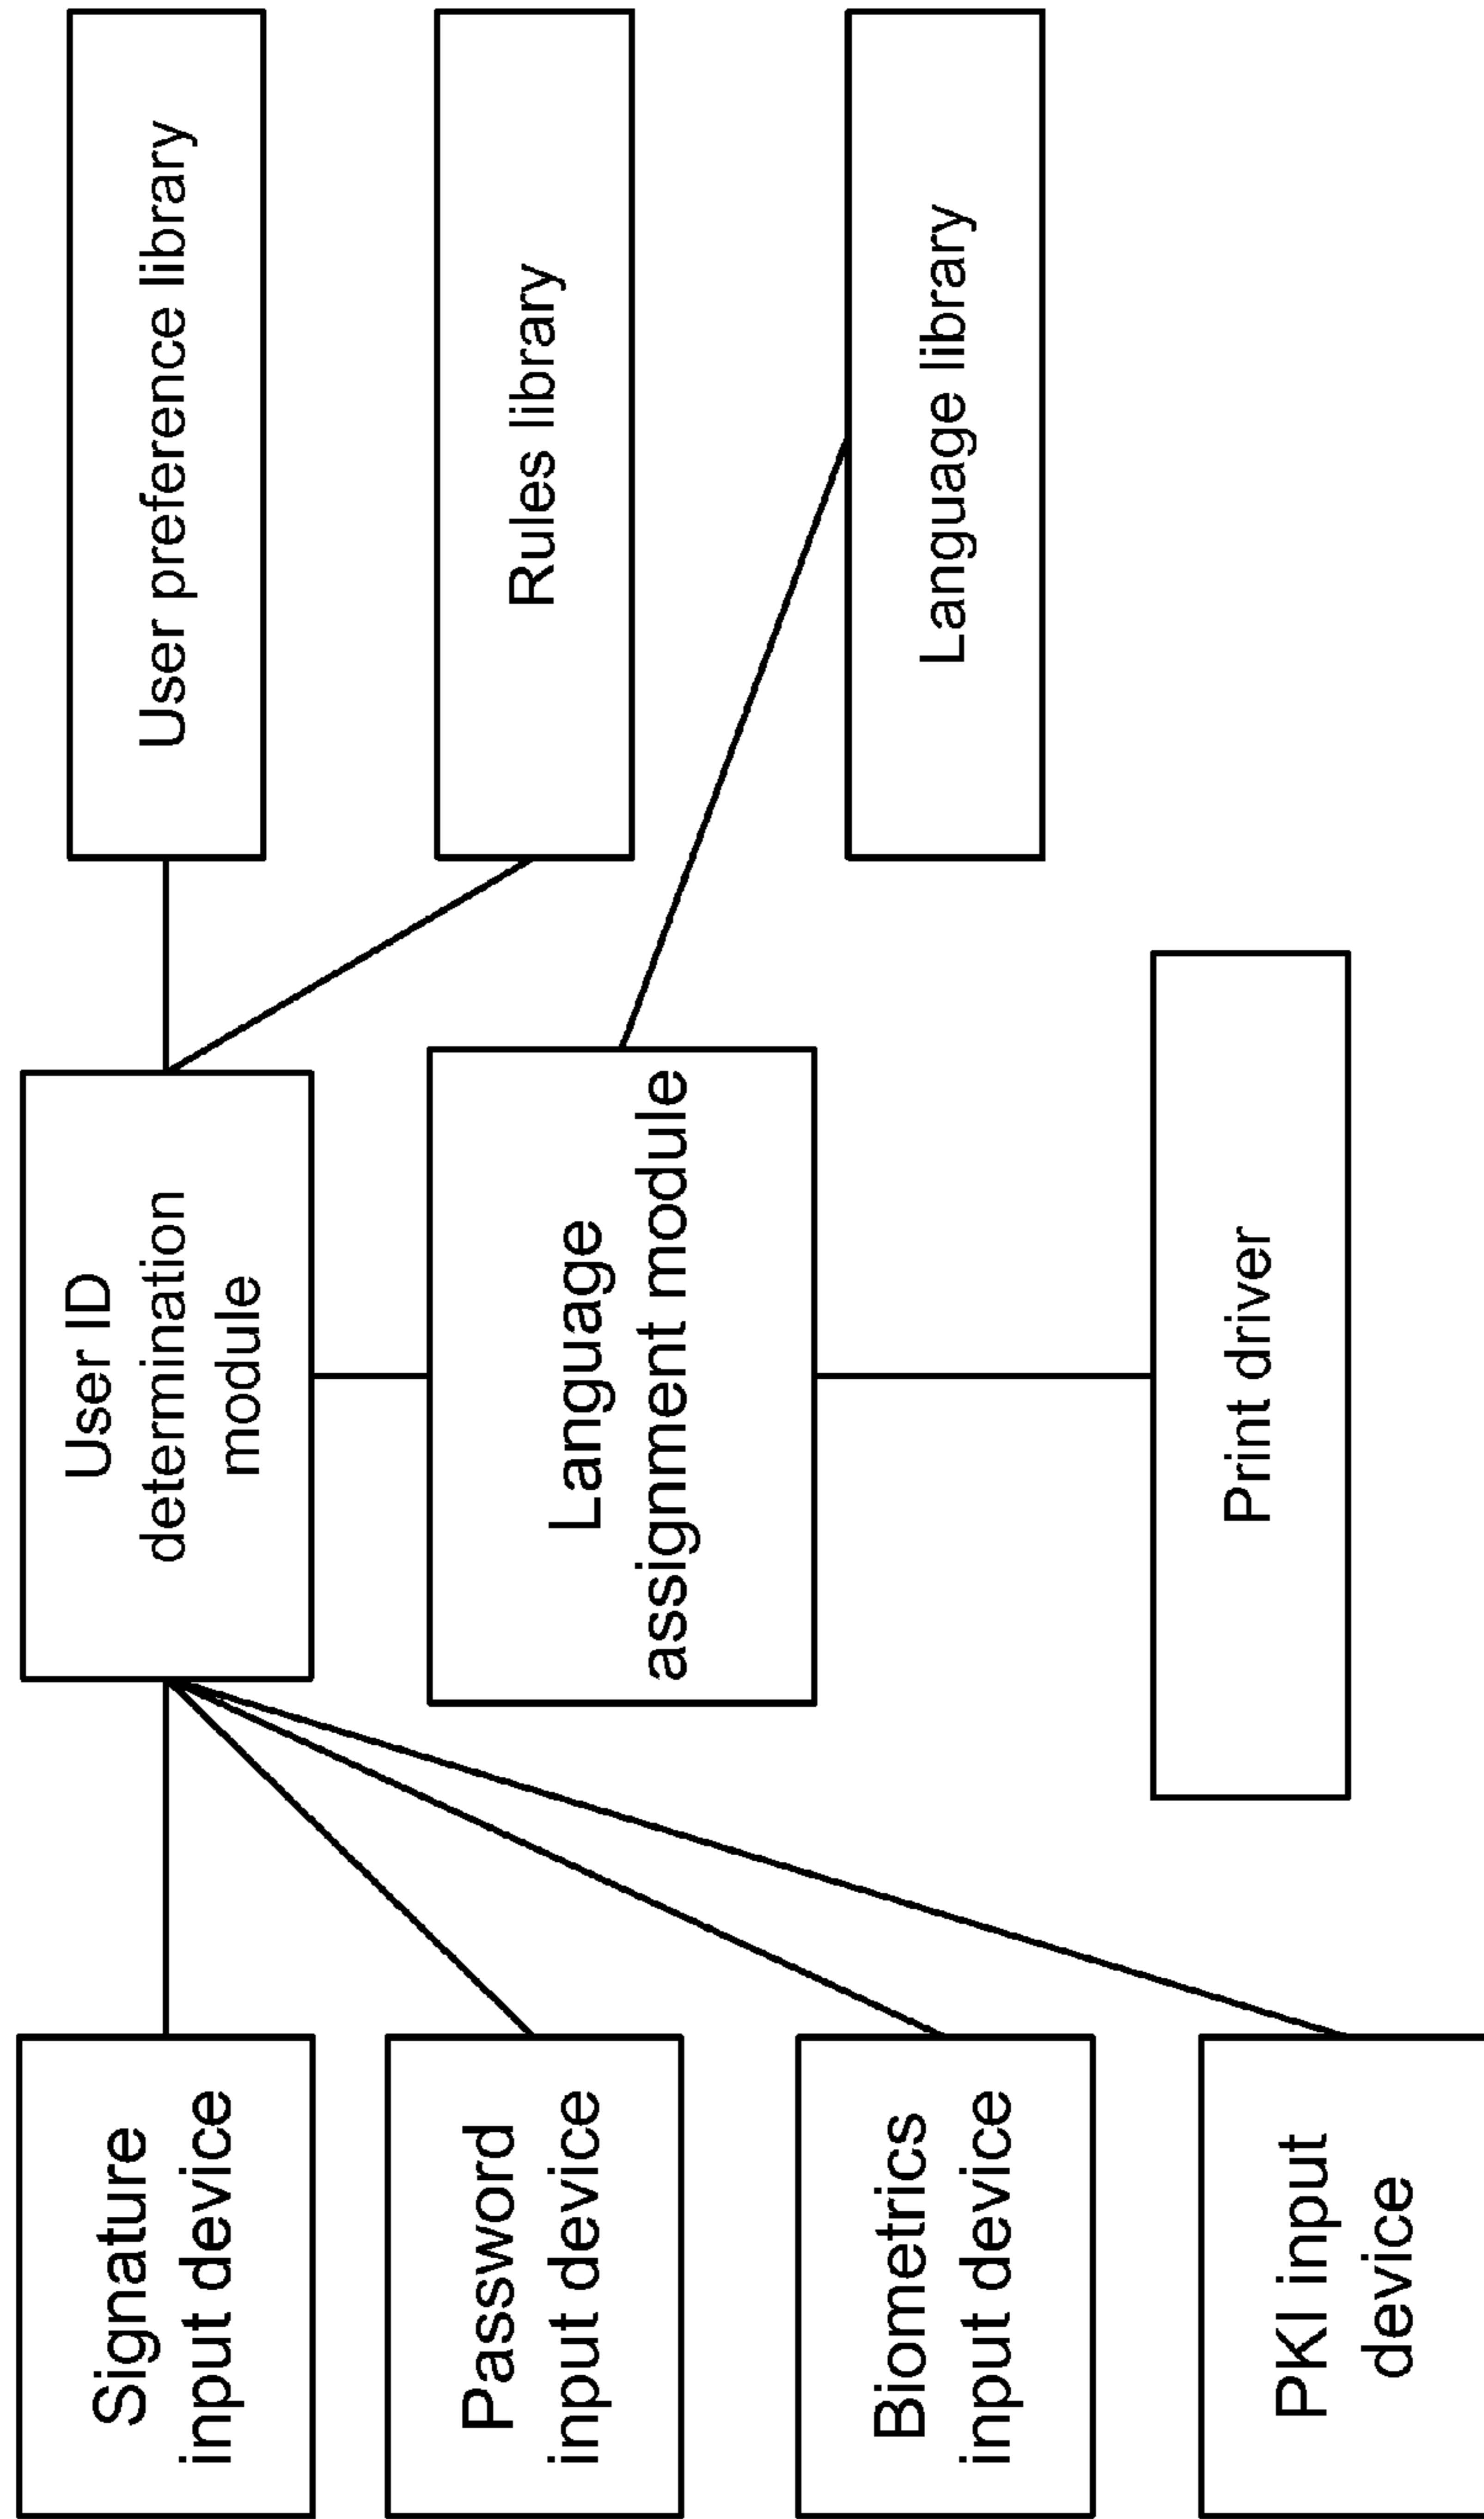 Signature
input device
Password
input device
Biometrics
input device
PKI input
device
User ID
determination
module
Language
assignment module
Print driver
User preference library
Rules library
Language library